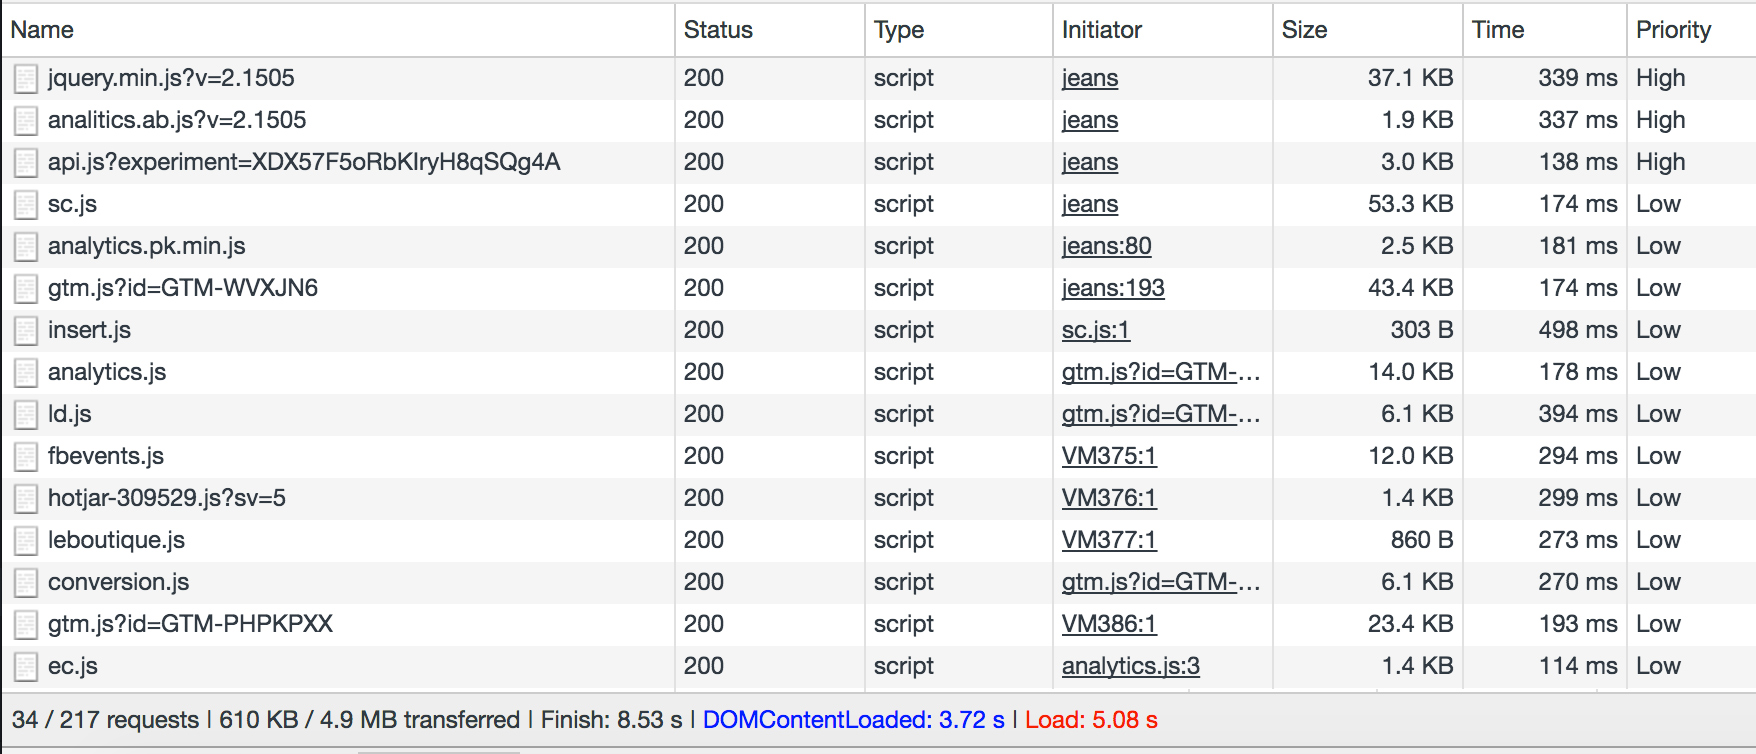 Name Status Type Initiator Size Time Priority
jquery.min.js?v=2.1505 200 script jeans 37.1 KB 339 ms High
analitics.ab.js?v=2.1505 200 script jeans 1.9 KB 337 ms High
api.js?experiment=XDX57F5oRbKIryH8qSQg4A 200 script jeans 3.0 KB 138 ms High
sc.js 200 script jeans 53.3 KB 174 ms Low
analytics.pk.min.js 200 script jeans:80 2.5 KB 181 ms Low
gtm.js?id=GTM-WVXJN6 200 script jeans:193 43.4 KB 174 ms Low
insert.js 200 script sc.js:1 303 B 498 ms Low
analytics.js 200 script gtm.js?id=GTM-... 14.0 KB 178 ms Low
ld.js 200 script gtm.js?id=GTM-... 6.1 KB 394 ms Low
fbevents.js 200 script VM375:1 12.0 KB 294 ms Low
hotjar-309529.js?sv=5 200 script VM376:1 1.4 KB 299 ms Low
leboutique.js 200 script VM377:1 860 B 273 ms Low
conversion.js 200 script gtm.js?id=GTM-... 6.1 KB 270 ms Low
gtm.js?id=GTM-PHPKPXX 200 script VM386:1 23.4 KB 193 ms Low
ec.js 200 script analytics.js:3 1.4 KB 114 ms Low
34 / 217 requests | 610 KB / 4.9 MB transferred | Finish: 8.53 s | DOMContentLoaded: 3.72 s | Load: 5.08 s